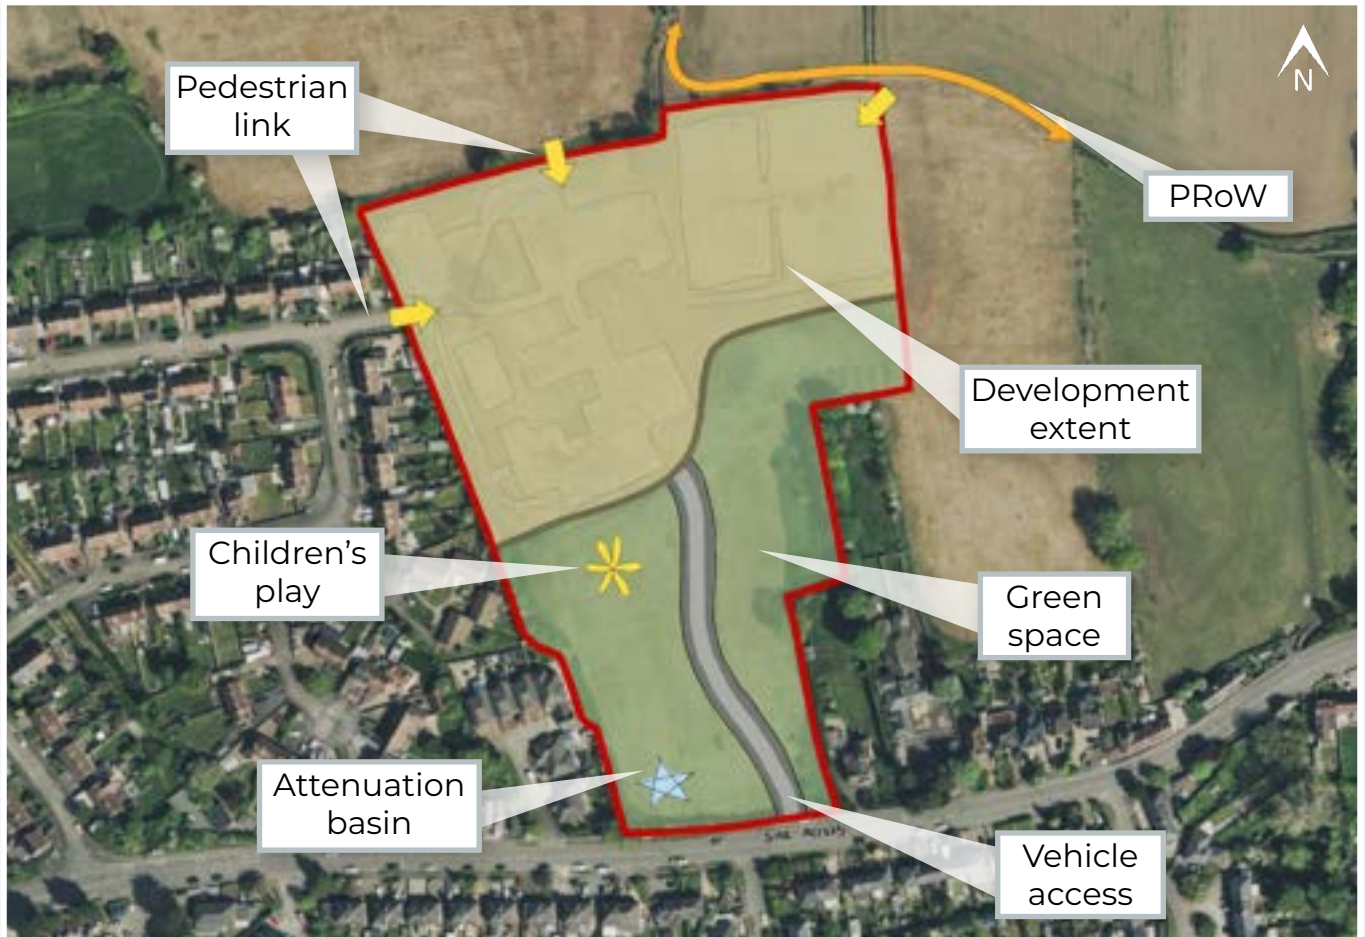 N
Pedestrian
link
PRoW
Development
extent
Children's
play
Green
space
Attenuation
basin
Vehicle
access